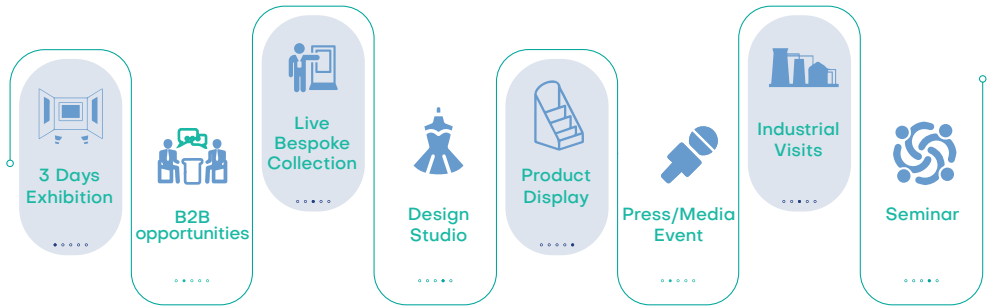 3 Days
Exhibition
B2B
opportunities
Live
Bespoke
Collection
Design
Studio
Product
Display
Press/Media
Event
Industrial
Visits
Seminar